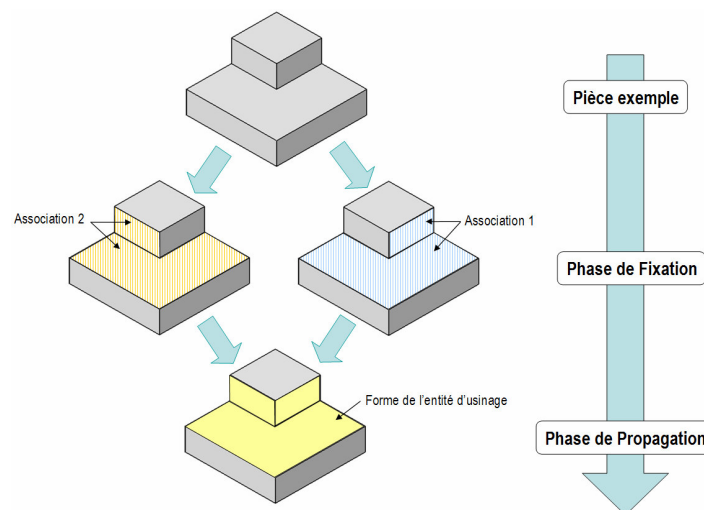 Pièce exemple
Association 2
Association 1
Phase de Fixation
Forme de l'entité d'usinage
Phase de Propagation